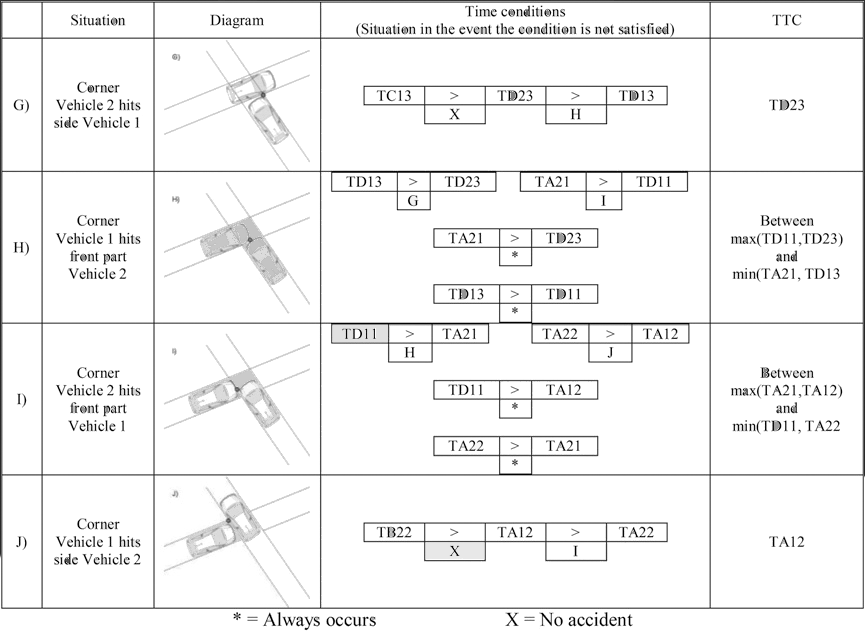 Situation
Diagram
Time conditions
(Situation in the event the condition is not satisfied)
TTC
G)
Corner
Vehicle 2 hits
side Vehicle 1
G)
TC13 > TD23 > TD13
X H
TD23
H)
Corner
Vehicle 1 hits
front part
Vehicle 2
H)
TD13 > TD23
G
TA21 > TD11
I
TA21 > TD23
*
TD13 > TD11
*
Between
max(TD11,TD23)
and
min(TA21, TD13
I)
Corner
Vehicle 2 hits
front part
Vehicle 1
I)
TD11 > TA21
H
TA22 > TA12
J
TD11 > TA12
*
TA22 > TA21
*
Between
max(TA21,TA12)
and
min(TD11, TA22
J)
Corner
Vehicle 1 hits
side Vehicle 2
J)
TB22 > TA12 > TA22
X I
TA12
* = Always occurs
X = No accident